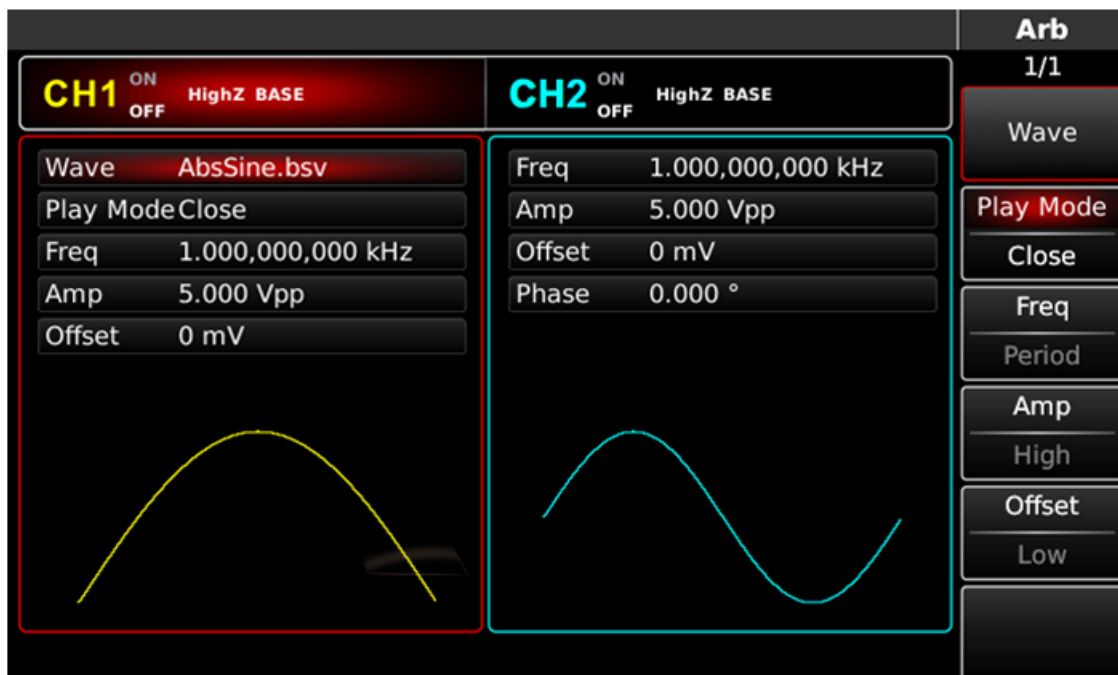 Arb
1/1
CH1 ON OFF HighZ BASE
CH2 ON OFF HighZ BASE
Wave AbsSine.bsv
Play Mode Close
Freq 1.000,000,000 kHz
Amp 5.000 Vpp
Offset 0 mV
Freq 1.000,000,000 kHz
Amp 5.000 Vpp
Offset 0 mV
Phase 0.000 °
Wave
Play Mode
Close
Freq
Period
Amp
High
Offset
Low